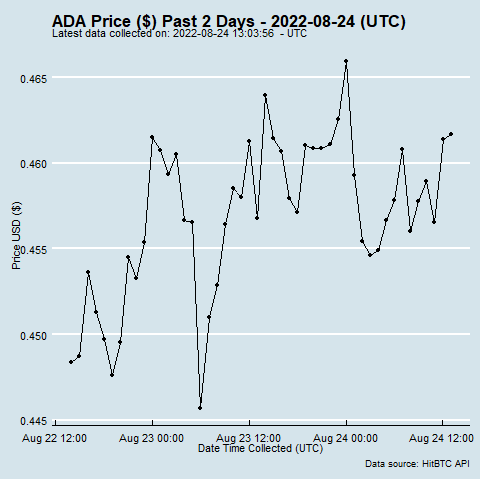 ADA Price ($) Past 2 Days - 2022-08-24 (UTC)
Latest data collected on: 2022-08-24 13:03:56 - UTC
0.465
0.460
0.455
0.450
0.445
Price USD ($)
Aug 22 12:00 Aug 23 00:00 Aug 23 12:00 Aug 24 00:00 Aug 24 12:00
Date Time Collected (UTC)
Data source: HitBTC API